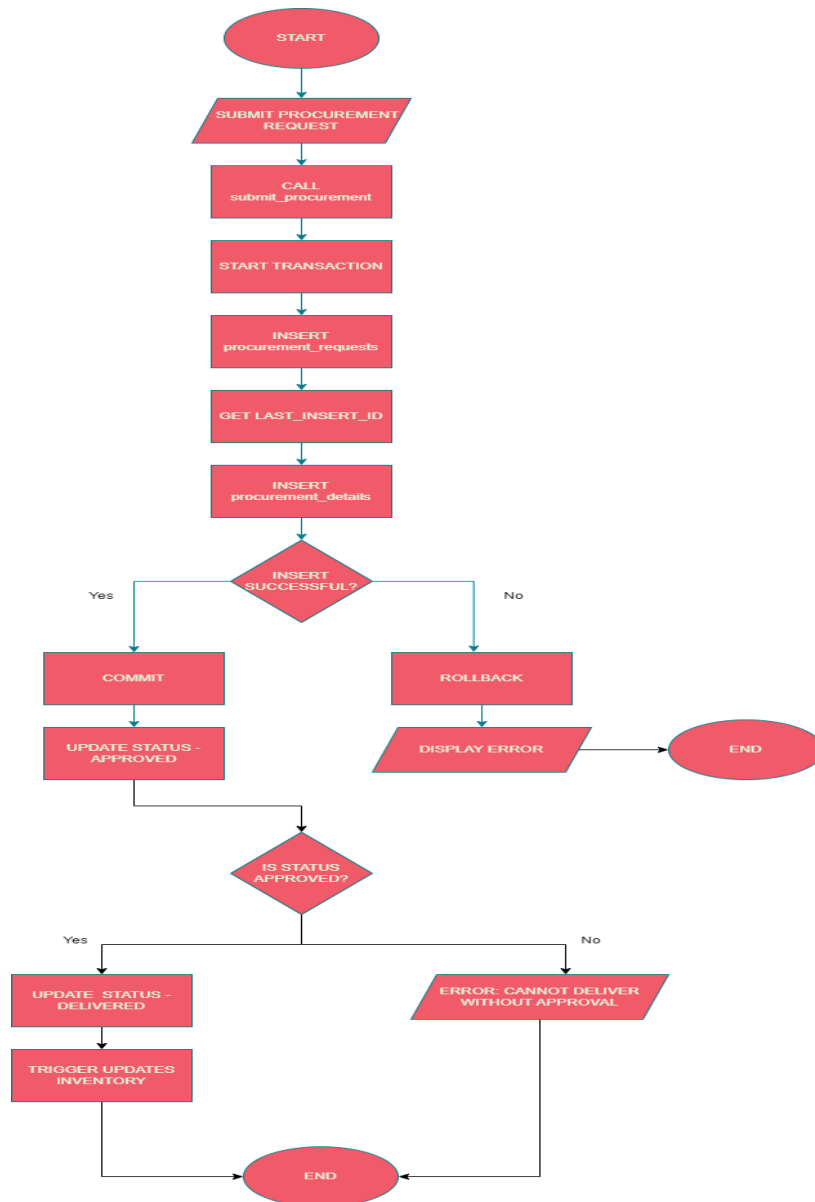 START
SUBMIT PROCUREMENT
REQUEST
CALL
submit_procurement
START TRANSACTION
INSERT
procurement_requests
GET LAST_INSERT_ID
INSERT
procurement_details
INSERT
SUCCESSFUL?
Yes
No
COMMIT
ROLLBACK
UPDATE STATUS -
APPROVED
DISPLAY ERROR
END
IS STATUS
APPROVED?
Yes
No
UPDATE STATUS -
DELIVERED
ERROR: CANNOT DELIVER
WITHOUT APPROVAL
TRIGGER UPDATES
INVENTORY
END